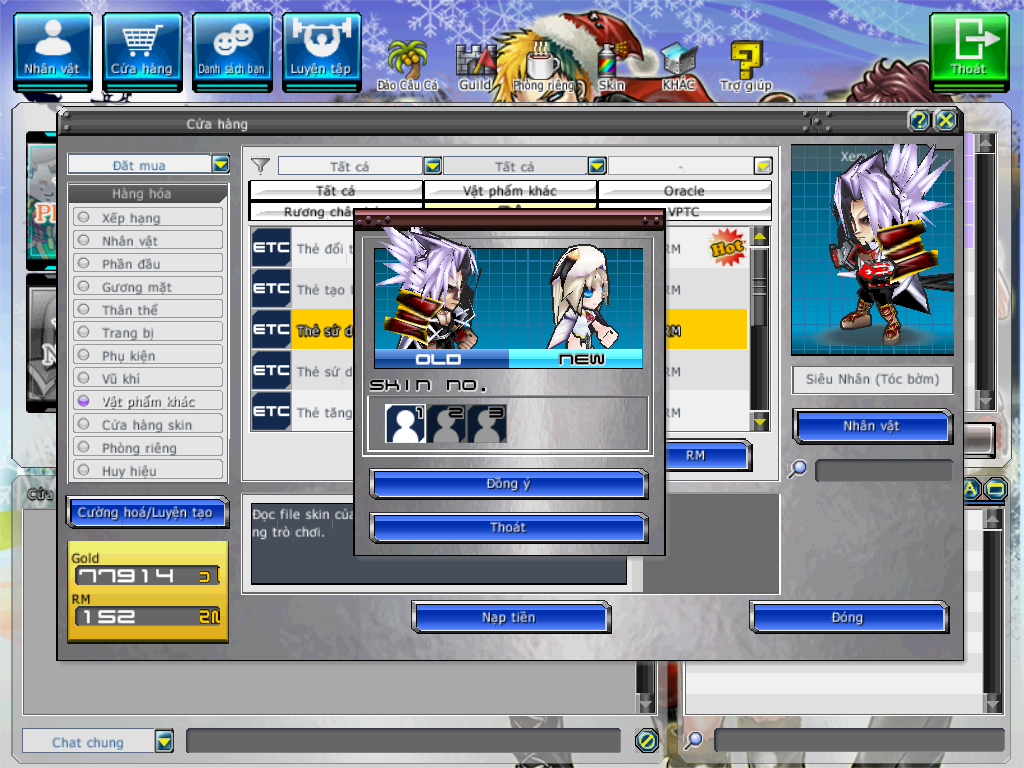 Nhân vật
Cửa hàng
Danh sách bạn
Luyện tập
Đảo Câu Cá
Guild
Phòng riêng
Skin
KHÁC
Trợ giúp
Thoát
Cửa hàng
Đặt mua
Hàng hóa
Xếp hạng
Nhân vật
Phần đầu
Gương mặt
Thân thể
Trang bị
Phụ kiện
Vũ khí
Vật phẩm khác
Cửa hàng skin
Phòng riêng
Huy hiệu
Cường hoá/Luyện tạo
Gold
77914
RM
152
Tất cả
Tất cả
-
Tất cả
Vật phẩm khác
Oracle
Rương
VPTC
ETC Thẻ đổi
RM
Hot
ETC Thẻ tạo
RM
ETC Thẻ sử
RM
ETC Thẻ sử
RM
ETC Thẻ tăng
RM
RM
OLD
NEW
SKIN NO.
1
2
3
Đồng ý
Thoát
Đọc file skin
ng trò chơi.
Nạp tiền
Đóng
Siêu Nhân (Tóc bờm)
Nhân vật
A
Chat chung